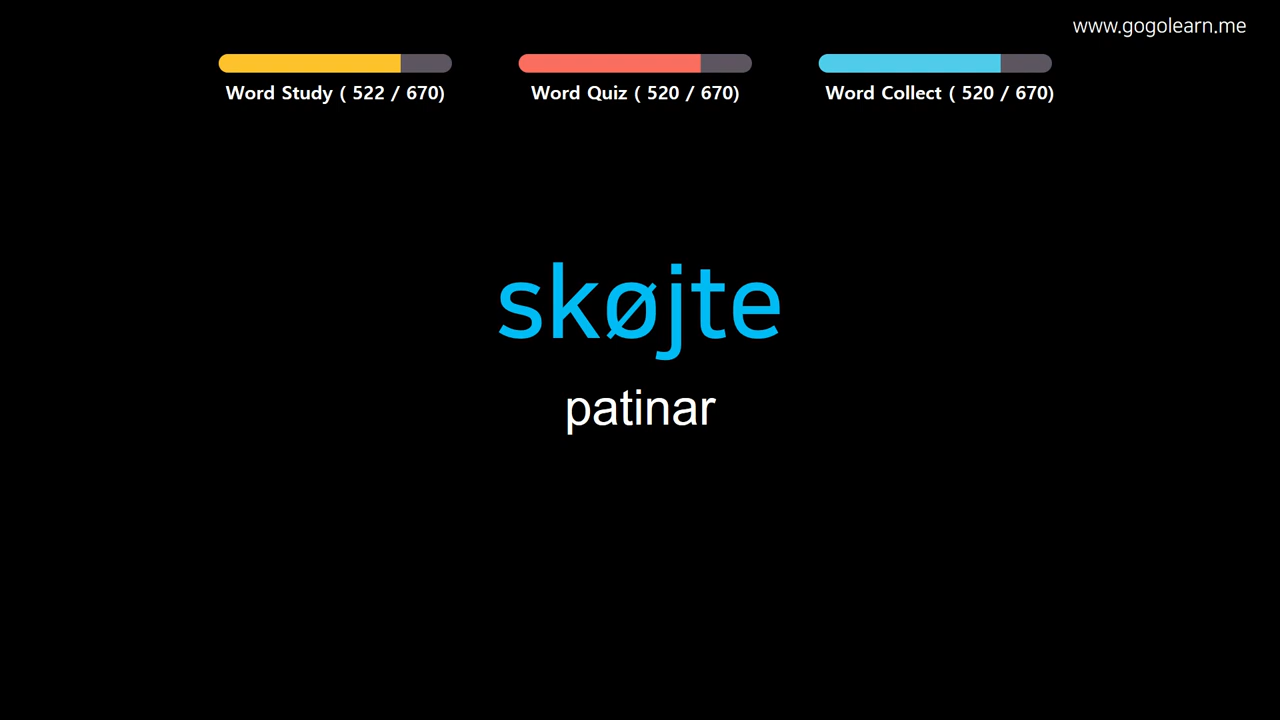 www.gogolearn.me
Word Study ( 522 / 670)
Word Quiz ( 520 / 670)
Word Collect ( 520 / 670)
skøjte
patinar